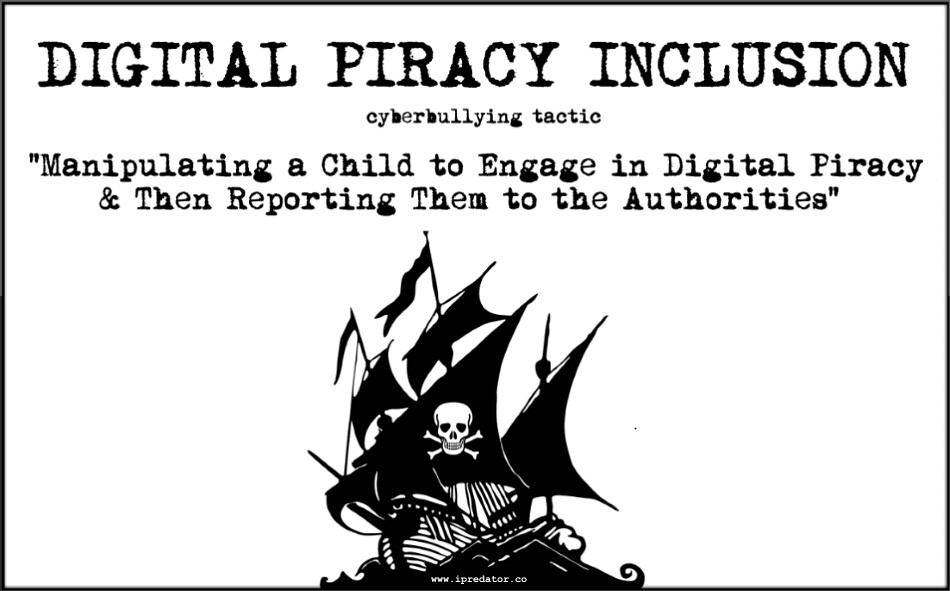 DIGITAL PIRACY INCLUSION
cyberbullying tactic
"Manipulating a Child to Engage in Digital Piracy
& Then Reporting Them to the Authorities"
www.ipredator.co